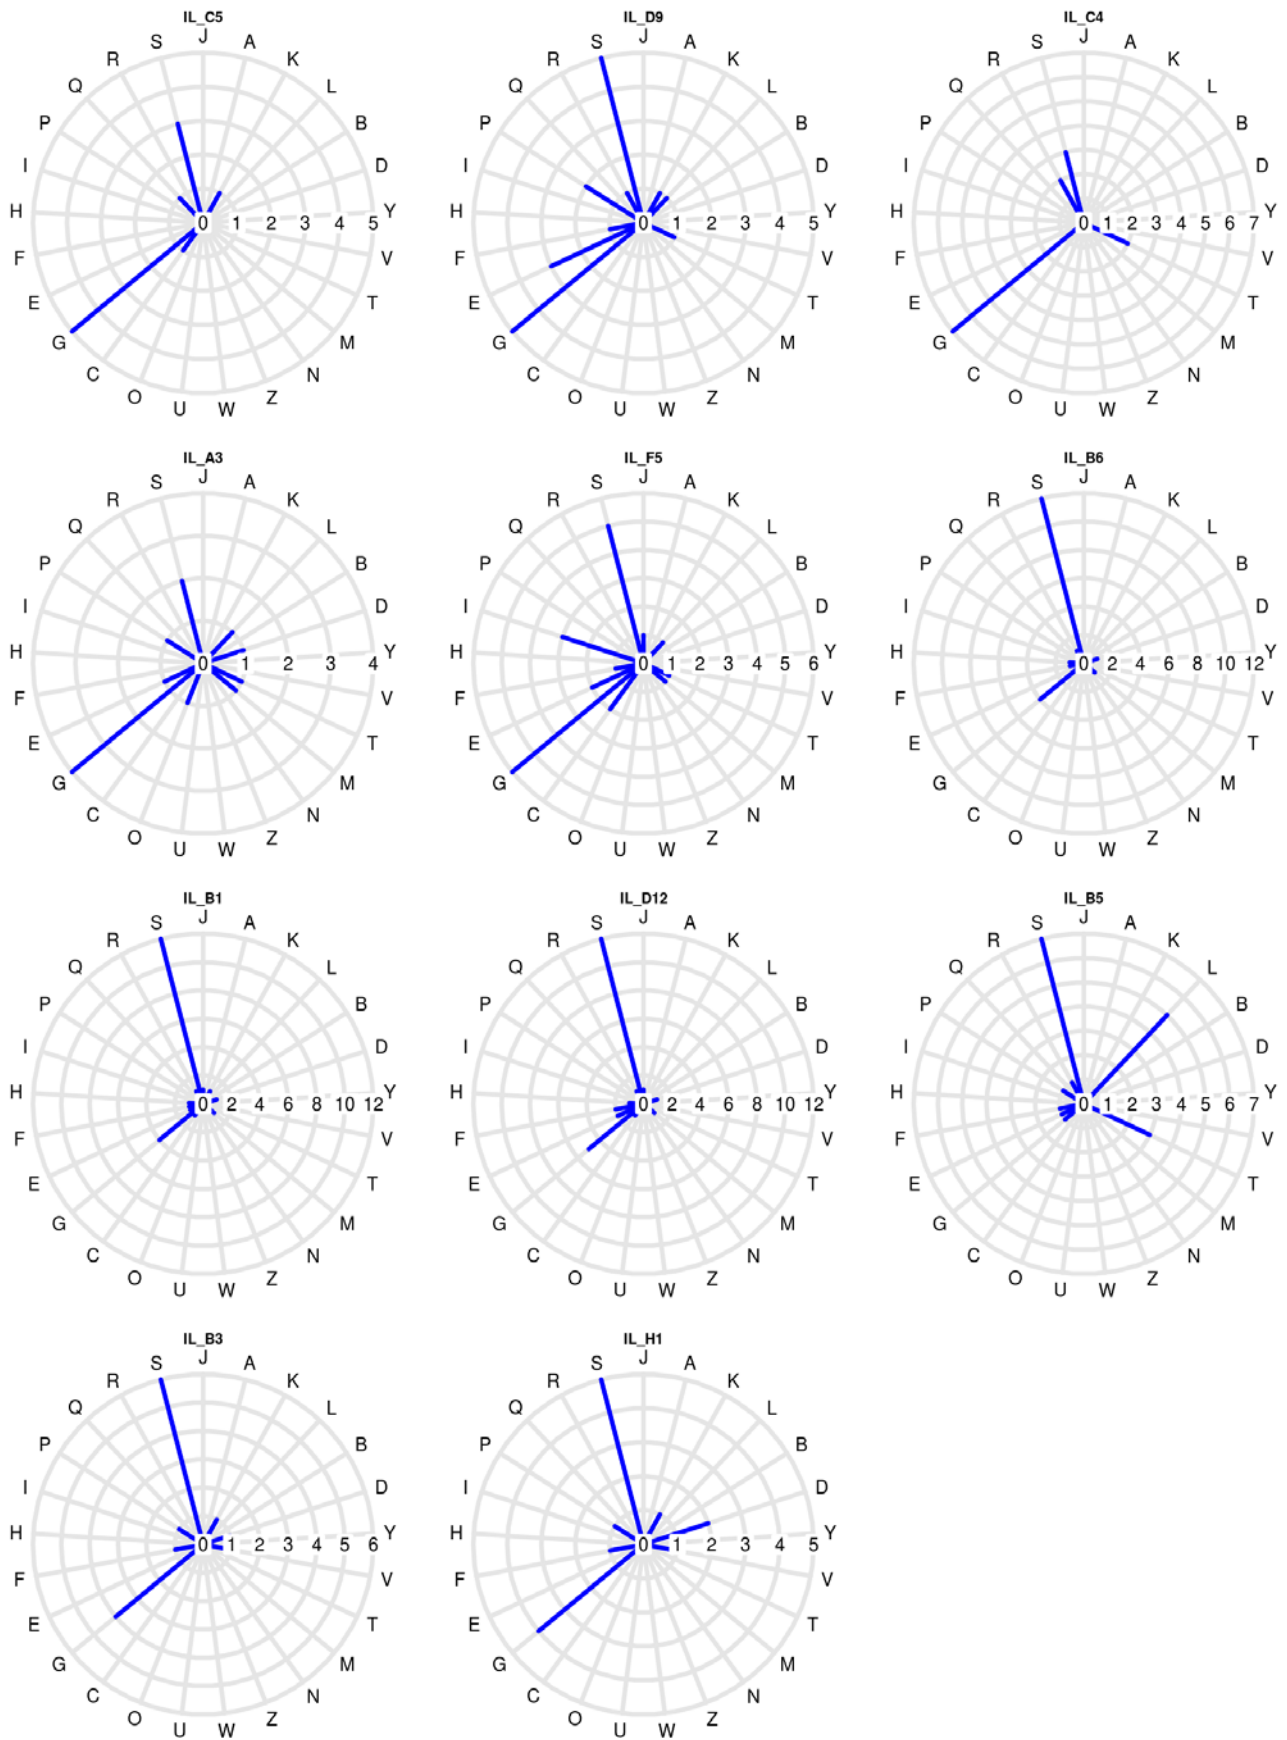 IL_C5
J
S A
R K
Q L
P B
I D
H Y
0 1 2 3 4 5
F V
E T
G M
C N
O Z
U W
IL_D9
J
S A
R K
Q L
P B
I D
H Y
0 1 2 3 4 5
F V
E T
G M
C N
O Z
U W
IL_C4
J
S A
R K
Q L
P B
I D
H Y
0 1 2 3 4 5 6 7
F V
E T
G M
C N
O Z
U W
IL_A3
J
S A
R K
Q L
P B
I D
H Y
0 1 2 3 4
F V
E T
G M
C N
O Z
U W
IL_F5
J
S A
R K
Q L
P B
I D
H Y
0 1 2 3 4 5 6
F V
E T
G M
C N
O Z
U W
IL_B6
J
S A
R K
Q L
P B
I D
H Y
0 2 4 6 8 10 12
F V
E T
G M
C N
O Z
U W
IL_B1
J
S A
R K
Q L
P B
I D
H Y
0 2 4 6 8 10 12
F V
E T
G M
C N
O Z
U W
IL_D12
J
S A
R K
Q L
P B
I D
H Y
0 2 4 6 8 10 12
F V
E T
G M
C N
O Z
U W
IL_B5
J
S A
R K
Q L
P B
I D
H Y
0 1 2 3 4 5 6 7
F V
E T
G M
C N
O Z
U W
IL_B3
J
S A
R K
Q L
P B
I D
H Y
0 1 2 3 4 5 6
F V
E T
G M
C N
O Z
U W
IL_H1
J
S A
R K
Q L
P B
I D
H Y
0 1 2 3 4 5
F V
E T
G M
C N
O Z
U W